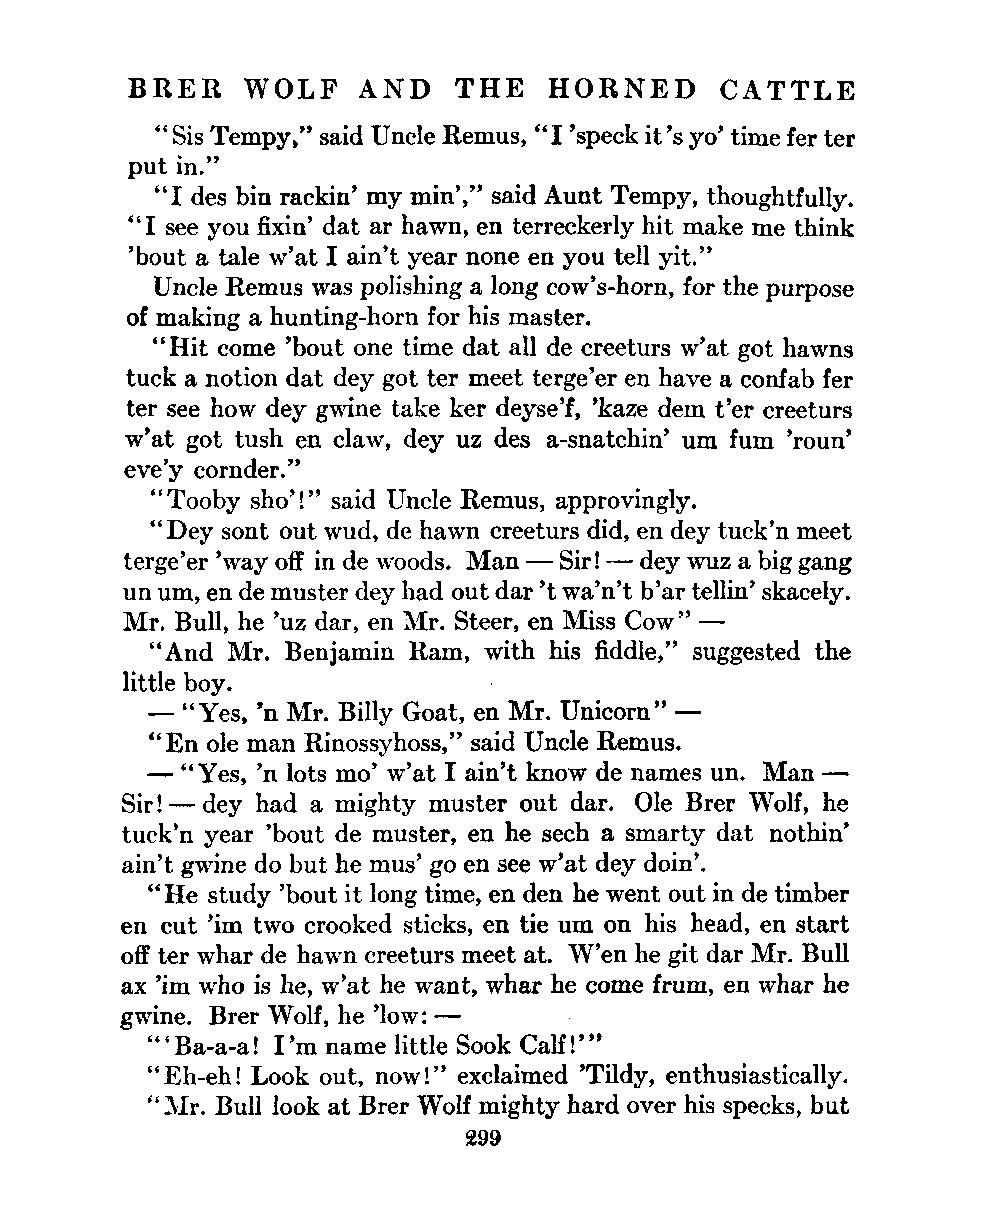 BRER WOLF AND THE HORNED CATTLE
“Sis Tempy,” said Uncle Remus, “I ’speck it’s yo’ time fer ter
put in.”
“I des bin rackin’ my min’,” said Aunt Tempy, thoughtfully.
“I see you fixin’ dat ar hawn, en terreckerly hit make me think
’bout a tale w’at I ain’t year none en you tell yit.”
Uncle Remus was polishing a long cow’s-horn, for the purpose
of making a hunting-horn for his master.
“Hit come ’bout one time dat all de creeturs w’at got hawns
tuck a notion dat dey got ter meet terge’er en have a confab fer
ter see how dey gwine take ker deyse’f, ’kaze dem t’er creeturs
w’at got tush en claw, dey uz des a-snatchin’ um fum ’roun’
eve’y cornder.”
“Tooby sho’!” said Uncle Remus, approvingly.
“Dey sont out wud, de hawn creeturs did, en dey tuck’n meet
terge’er ’way off in de woods. Man — Sir! — dey wuz a big gang
un um, en de muster dey had out dar ’t wa’n’t b’ar tellin’ skacely.
Mr. Bull, he ’uz dar, en Mr. Steer, en Miss Cow” —
“And Mr. Benjamin Ram, with his fiddle,” suggested the
little boy.
— “Yes, ’n Mr. Billy Goat, en Mr. Unicorn” —
“En ole man Rinossyhoss,” said Uncle Remus.
— “Yes, ’n lots mo’ w’at I ain’t know de names un. Man —
Sir! — dey had a mighty muster out dar. Ole Brer Wolf, he
tuck’n year ’bout de muster, en he sech a smarty dat nothin’
ain’t gwine do but he mus’ go en see w’at dey doin’.
“He study ’bout it long time, en den he went out in de timber
en cut ’im two crooked sticks, en tie um on his head, en start
off ter whar de hawn creeturs meet at. W’en he git dar Mr. Bull
ax ’im who is he, w’at he want, whar he come frum, en whar he
gwine. Brer Wolf, he ’low: —
“‘Ba-a-a! I’m name little Sook Calf!’”
“Eh-eh! Look out, now!” exclaimed ’Tildy, enthusiastically.
“Mr. Bull look at Brer Wolf mighty hard over his specks, but
299